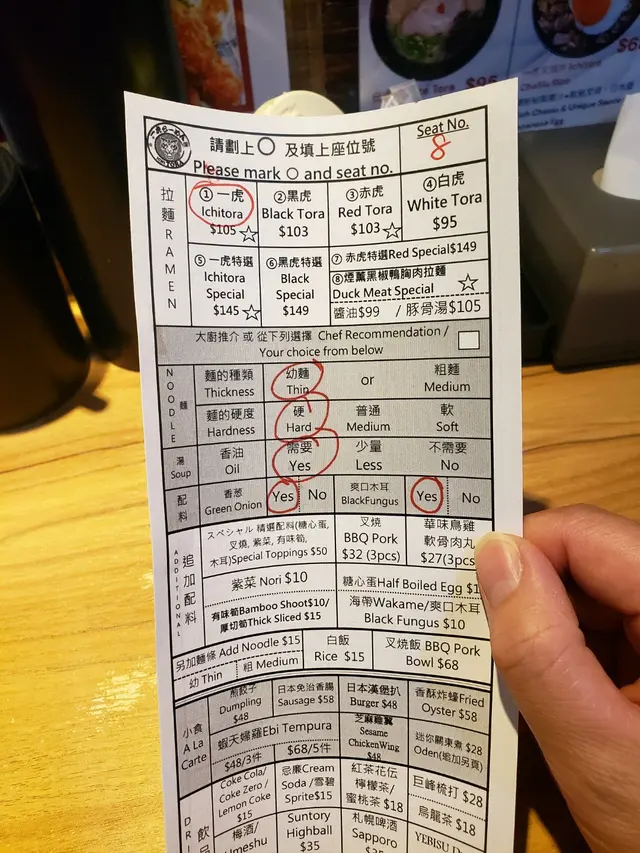 請劃上○ 及填上座位號
Please mark ○ and seat no.
Seat No.
8
拉麵 RAMEN
① 一虎
Ichitora
$105 ☆
②黑虎
Black Tora
$103
③赤虎
Red Tora
$103 ☆
④白虎
White Tora
$95
⑤ 一虎特選
Ichitora
Special
$145 ☆
⑥黑虎特選
Black
Special
$149
⑦ 赤虎特選Red Special$149
⑧煙薰黑椒鴨胸肉拉麵
Duck Meat Special ☆
醬油$99 / 豚骨湯$105
大廚推介 或 從下列選擇 Chef Recommendation /
Your choice from below
NOODLE 麵
麵的種類
Thickness
幼麵
Thin
or
粗麵
Medium
麵的硬度
Hardness
硬
Hard
普通
Medium
軟
Soft
湯
Soup
香油
Oil
需要
Yes
少量
Less
不需要
No
配料
香葱
Green Onion
Yes
No
爽口木耳
BlackFungus
Yes
No
ADDITIONAL 追加配料
スペシャル 精選配料(糖心蛋,
叉燒, 紫菜, 有味筍,
木耳)Special Toppings $50
叉燒
BBQ Pork
$32 (3pcs)
華味鳥雞
軟骨肉丸
$27(3pcs
紫菜 Nori $10
糖心蛋Half Boiled Egg $1
有味筍Bamboo Shoot$10/
厚切筍Thick Sliced $15
海帶Wakame/爽口木耳
Black Fungus $10
另加麵條 Add Noodle $15
幼 Thin
粗 Medium
白飯
Rice $15
叉燒飯 BBQ Pork
Bowl $68
小食
A La
Carte
煎餃子
Dumpling
$48
日本免治香腸
Sausage $58
日本漢堡扒
Burger $48
香酥炸蠔Fried
Oyster $58
蝦天婦羅Ebi Tempura
$48/3件
$68/5件
芝麻雞翼
Sesame
ChickenWing
$48
迷你關東煮 $28
Oden(追加另頁)
DRI 飲品
Coke Cola/
Coke Zero /
Lemon Coke
$15
忌廉Cream
Soda /雪碧
Sprite$15
紅茶花伝
檸檬茶/
蜜桃茶 $18
巨峰梳打 $28
烏龍茶 $18
梅酒/
Umeshu
Suntory
Highball
$35
札幌啤酒
Sapporo
YEBISU